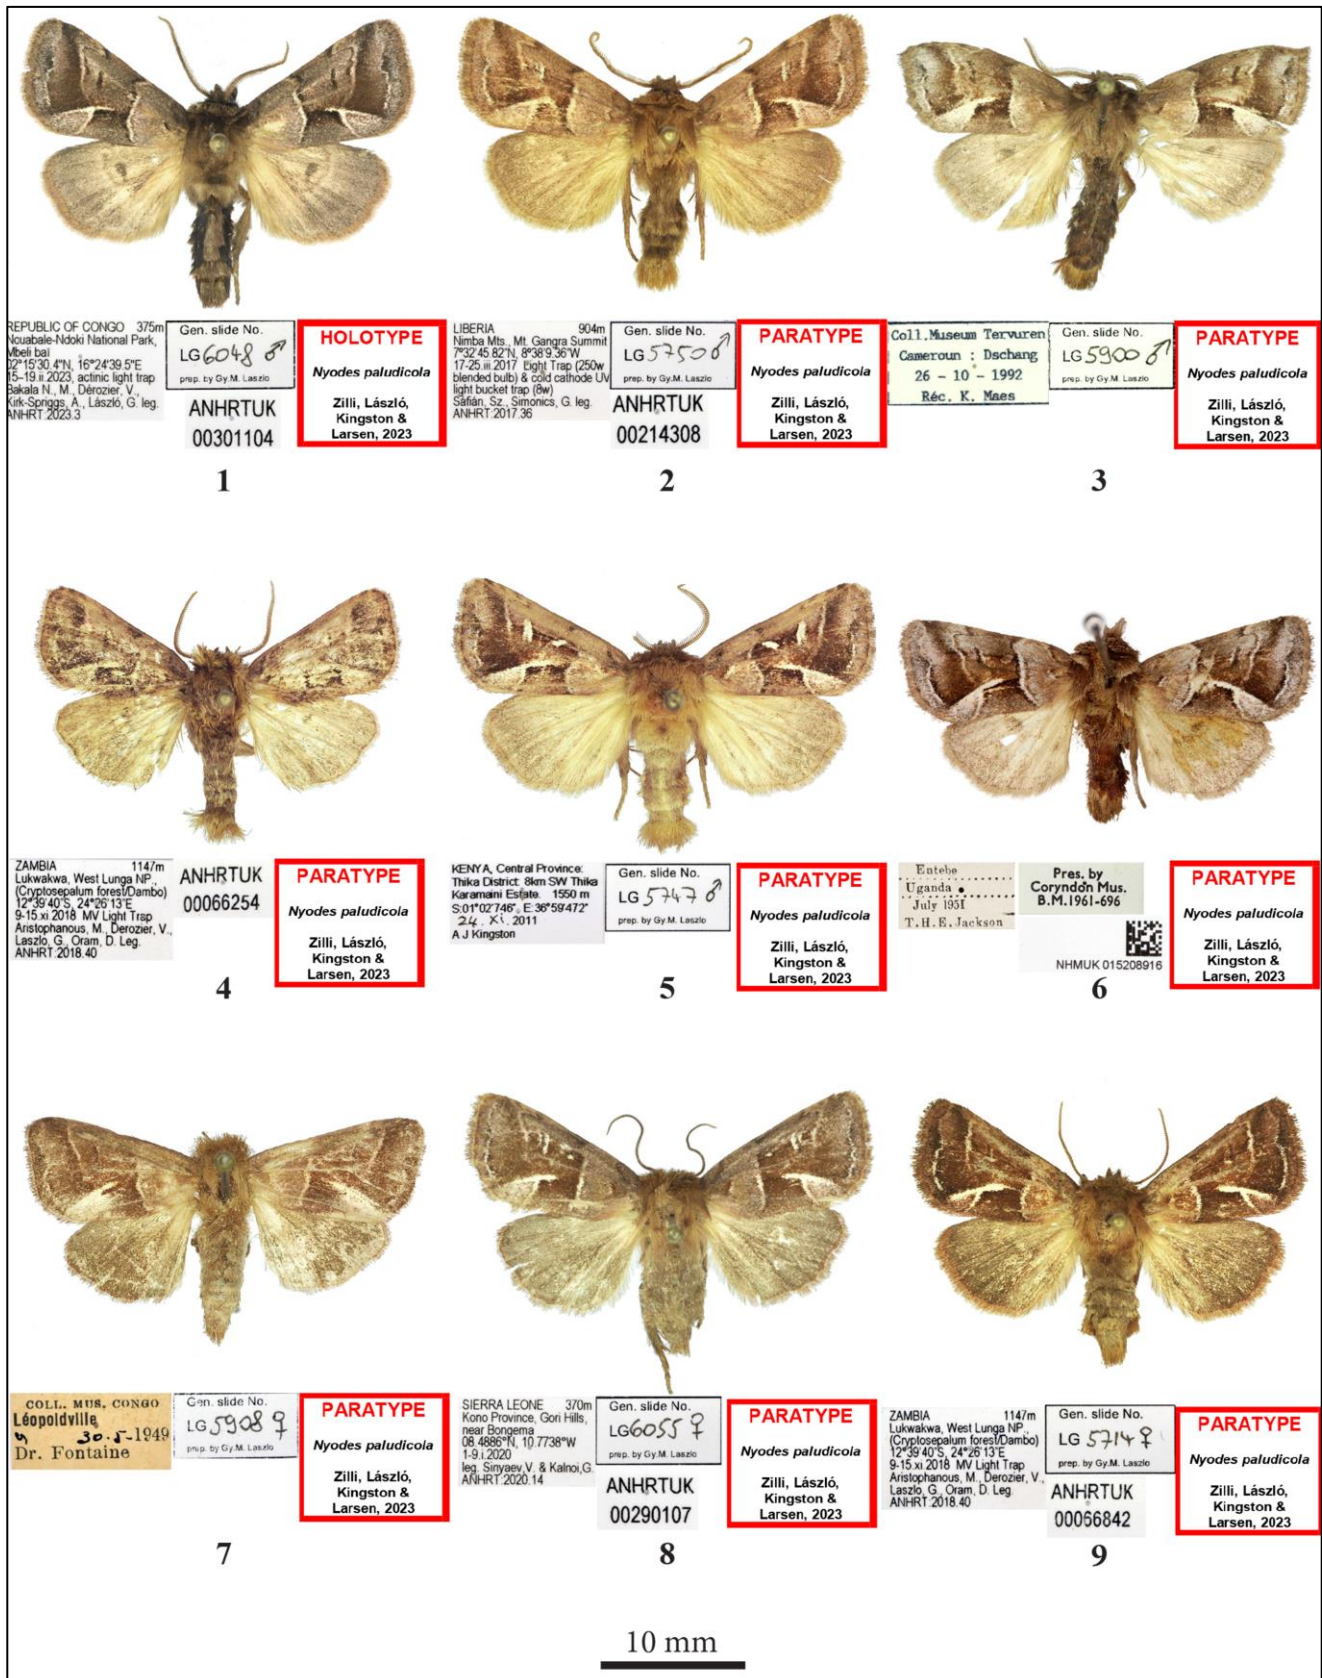 REPUBLIC OF CONGO 375m
Nouabale-Ndoki National Park,
Mbeli bai
02°15'30.4"N, 16°24'39.5"E
15–19.ii.2023, actinic light trap
Bakala N., M., Dérozier, V.,
Kirk-Spriggs, A., László, G. leg.
ANHRT:2023.3
Gen. slide No.
LG 6048 ♂
prep. by Gy.M. Laszlo
ANHRTUK
00301104
HOLOTYPE
Nyodes paludicola
Zilli, László,
Kingston &
Larsen, 2023
1
LIBERIA 904m
Nimba Mts., Mt. Gangra Summit
7°32'45.82"N, 8°38'9.36"W
17-25.iii.2017 Light Trap (250w
blended bulb) & cold cathode UV
light bucket trap (8w)
Sáfián, Sz., Simonics, G. leg.
ANHRT:2017.36
Gen. slide No.
LG 5750 ♂
prep. by Gy.M. Laszlo
ANHRTUK
00214308
PARATYPE
Nyodes paludicola
Zilli, László,
Kingston &
Larsen, 2023
2
Coll.Museum Tervuren
Cameroun : Dschang
26 - 10 - 1992
Réc. K. Maes
Gen. slide No.
LG 5900 ♂
prep. by Gy.M. Laszlo
PARATYPE
Nyodes paludicola
Zilli, László,
Kingston &
Larsen, 2023
3
ZAMBIA 1147m
Lukwakwa, West Lunga NP.,
(Cryptosepalum forest/Dambo)
12°39'40"S, 24°26'13"E
9-15.xi.2018 MV Light Trap
Aristophanous, M., Derozier, V.,
Laszlo, G., Oram, D. Leg.
ANHRT:2018.40
ANHRTUK
00066254
PARATYPE
Nyodes paludicola
Zilli, László,
Kingston &
Larsen, 2023
4
KENYA, Central Province:
Thika District: 8km SW Thika
Karamaini Estate. 1550 m
S:01°02'746", E:36°59'472"
24. Xi. 2011
A J Kingston
Gen. slide No.
LG 5747 ♂
prep. by Gy.M. Laszlo
PARATYPE
Nyodes paludicola
Zilli, László,
Kingston &
Larsen, 2023
5
Entebe
Uganda
July 1951
T.H.E. Jackson
Pres. by
Coryndon Mus.
B.M.1961-696
NHMUK 015208916
PARATYPE
Nyodes paludicola
Zilli, László,
Kingston &
Larsen, 2023
6
COLL. MUS. CONGO
Léopoldville
30-5-1949
Dr. Fontaine
Gen. slide No.
LG 5908 ♀
prep. by Gy.M. Laszlo
PARATYPE
Nyodes paludicola
Zilli, László,
Kingston &
Larsen, 2023
7
SIERRA LEONE 370m
Kono Province, Gori Hills,
near Bongema
08.4886°N, 10.7738°W
1-9.i.2020
leg. Sinyaev,V. & Kalnoi,G.
ANHRT:2020.14
Gen. slide No.
LG 6055 ♀
prep. by Gy.M. Laszlo
ANHRTUK
00290107
PARATYPE
Nyodes paludicola
Zilli, László,
Kingston &
Larsen, 2023
8
ZAMBIA 1147m
Lukwakwa, West Lunga NP.,
(Cryptosepalum forest/Dambo)
12°39'40"S, 24°26'13"E
9-15.xi.2018 MV Light Trap
Aristophanous, M., Derozier, V.,
Laszlo, G., Oram, D. Leg.
ANHRT:2018.40
Gen. slide No.
LG 5714 ♀
prep. by Gy.M. Laszlo
ANHRTUK
00066842
PARATYPE
Nyodes paludicola
Zilli, László,
Kingston &
Larsen, 2023
9
10 mm